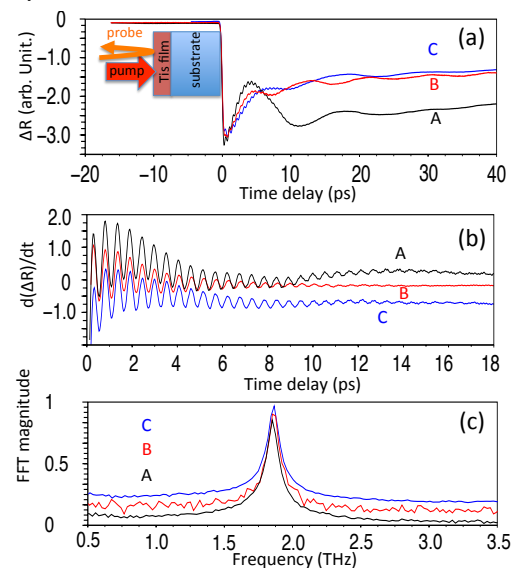 probe
pump
Tis film
substrate
(a)
C
B
A
ΔR (arb. Unit.)
−0
−1.0
−2.0
−3.0
−20 −10 0 10 20 30 40
Time delay (ps)
(b)
A
B
C
d(ΔR)/dt
2.0
1.0
0
−1.0
0 2 4 6 8 10 12 14 16 18
Time delay (ps)
(c)
C
B
A
FFT magnitude
1
0.5
0
0.5 1.0 1.5 2.0 2.5 3.0 3.5
Frequency (THz)